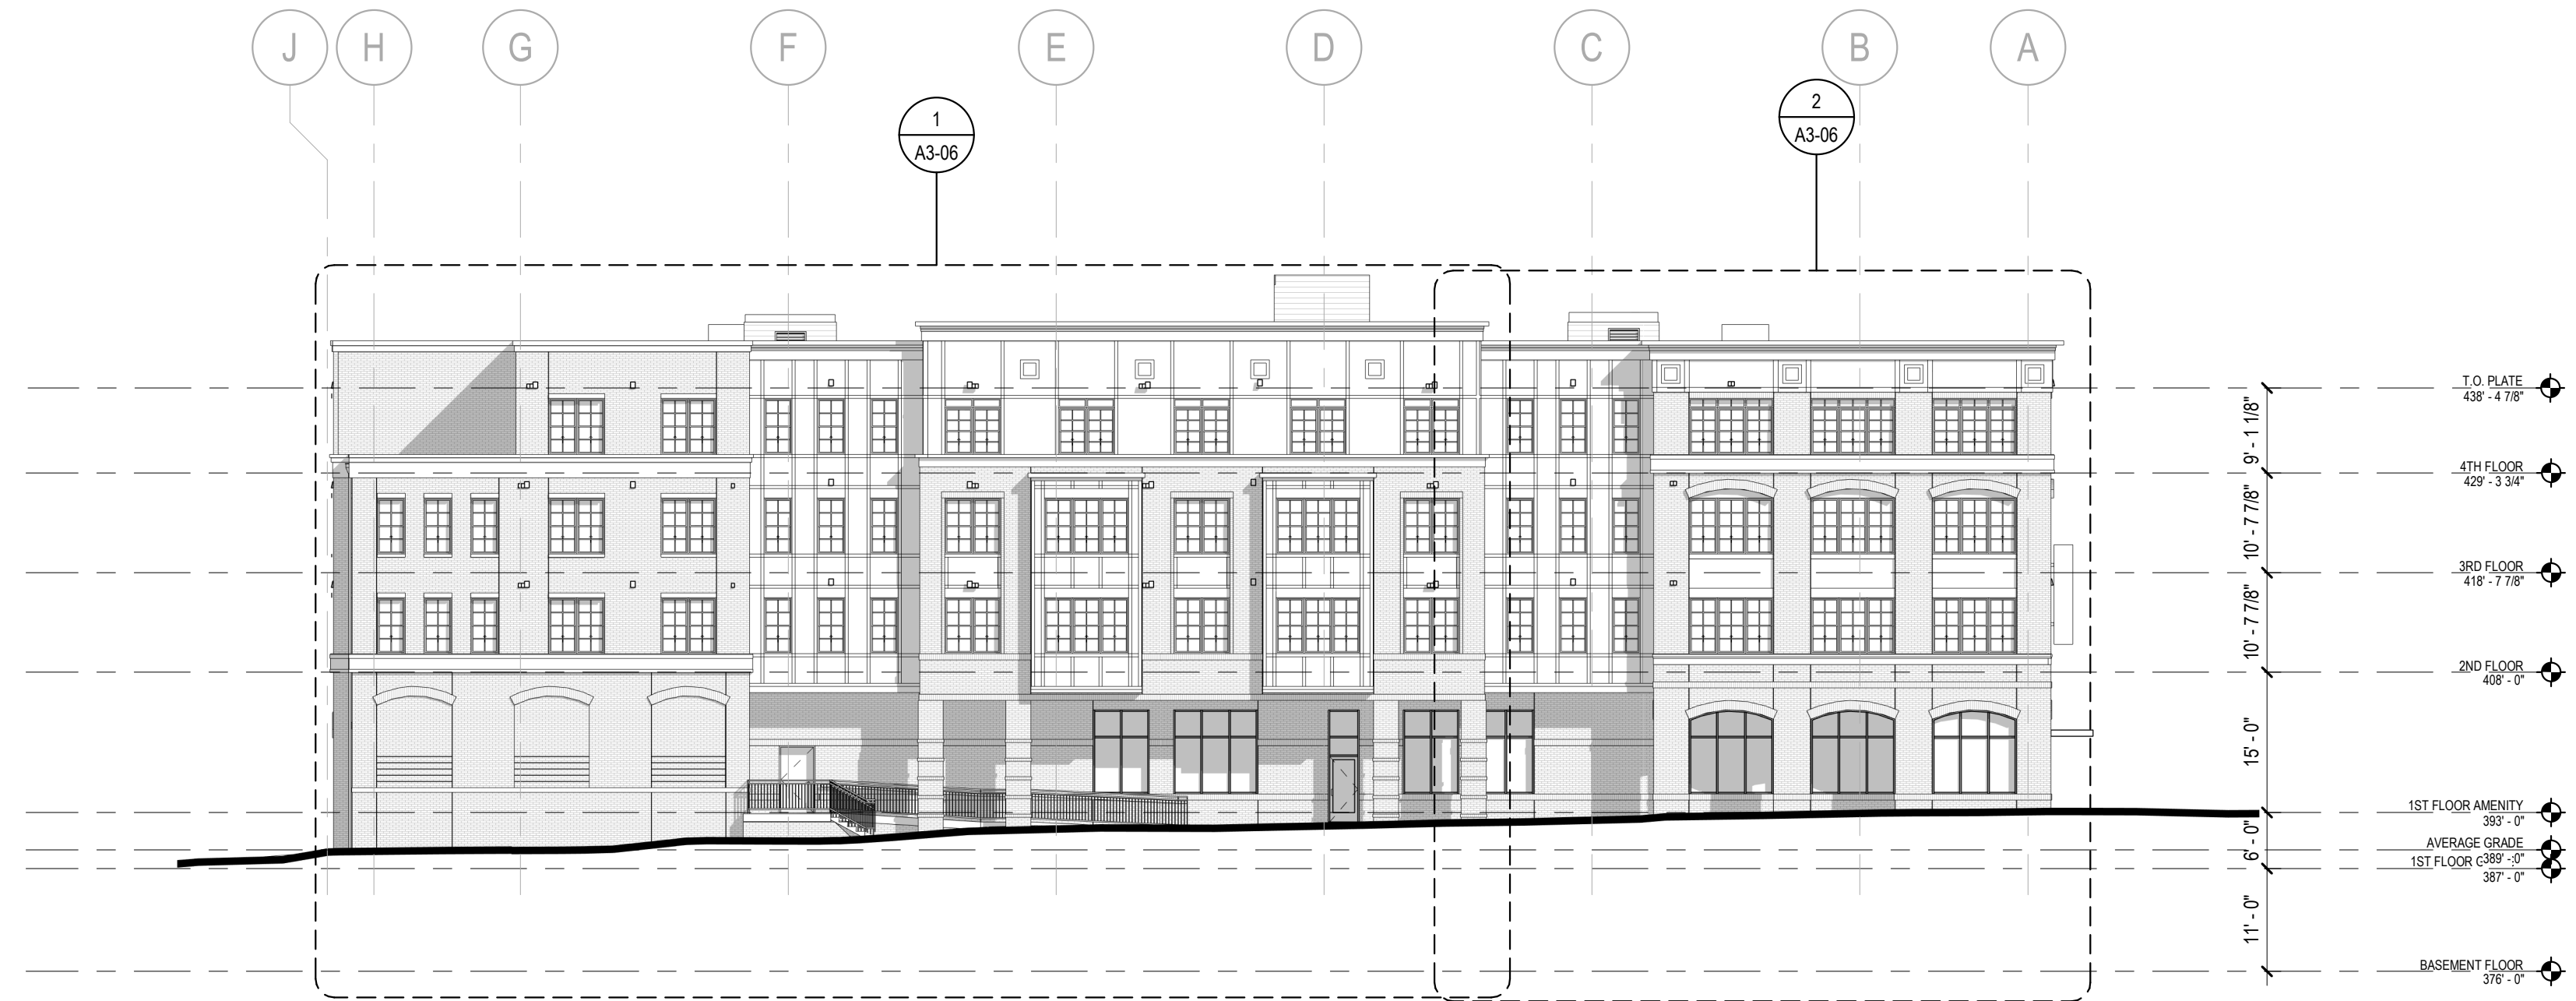 J
H
G
F
E
D
C
B
A
1
A3-06
2
A3-06
T.O. PLATE
438' - 4 7/8"
9' - 1 1/8"
4TH FLOOR
429' - 3 3/4"
10' - 7 7/8"
3RD FLOOR
418' - 7 7/8"
10' - 7 7/8"
2ND FLOOR
408' - 0"
15' - 0"
1ST FLOOR AMENITY
393' - 0"
6' - 0"
AVERAGE GRADE
389' - 0"
1ST FLOOR
387' - 0"
11' - 0"
BASEMENT FLOOR
376' - 0"